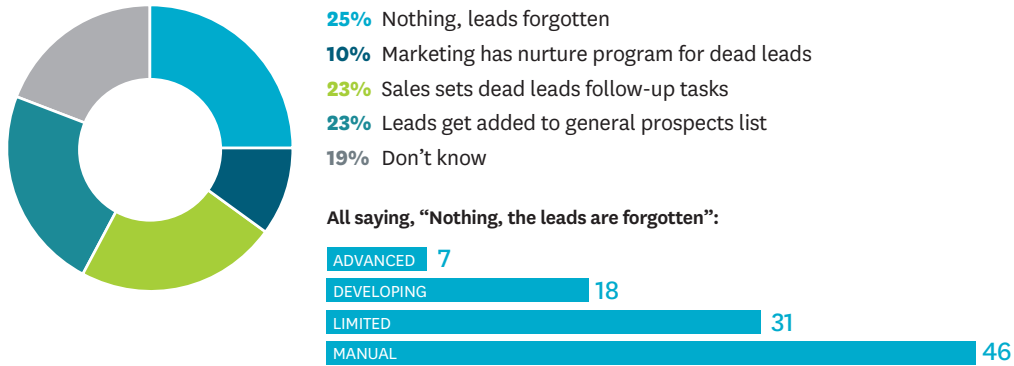 25% Nothing, leads forgotten
10% Marketing has nurture program for dead leads
23% Sales sets dead leads follow-up tasks
23% Leads get added to general prospects list
19% Don’t know
All saying, “Nothing, the leads are forgotten”:
ADVANCED 7
DEVELOPING 18
LIMITED 31
MANUAL 46